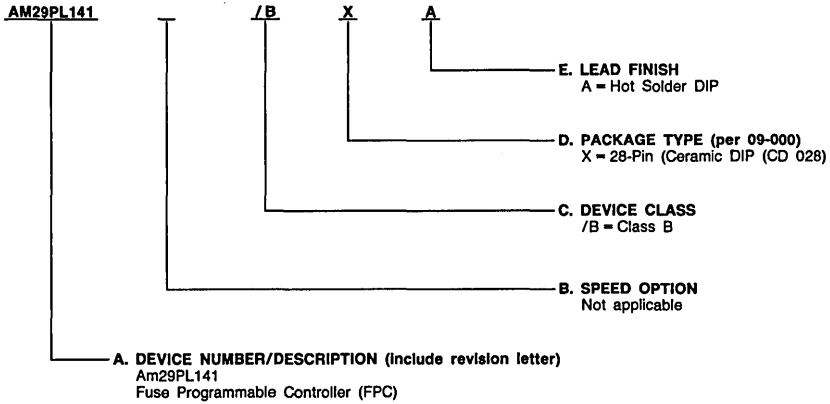 AM29PL141 – /B X A
E. LEAD FINISH
A = Hot Solder DIP
D. PACKAGE TYPE (per 09-000)
X = 28-Pin (Ceramic DIP (CD 028)
C. DEVICE CLASS
/B = Class B
B. SPEED OPTION
Not applicable
A. DEVICE NUMBER/DESCRIPTION (include revision letter)
Am29PL141
Fuse Programmable Controller (FPC)